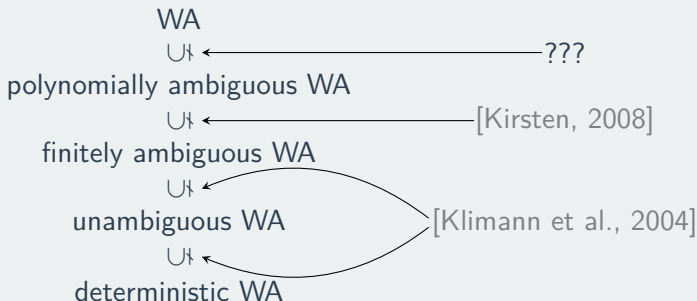 WA
∪∤ ???
polynomially ambiguous WA
∪∤ [Kirsten, 2008]
finitely ambiguous WA
∪∤
unambiguous WA [Klimann et al., 2004]
∪∤
deterministic WA